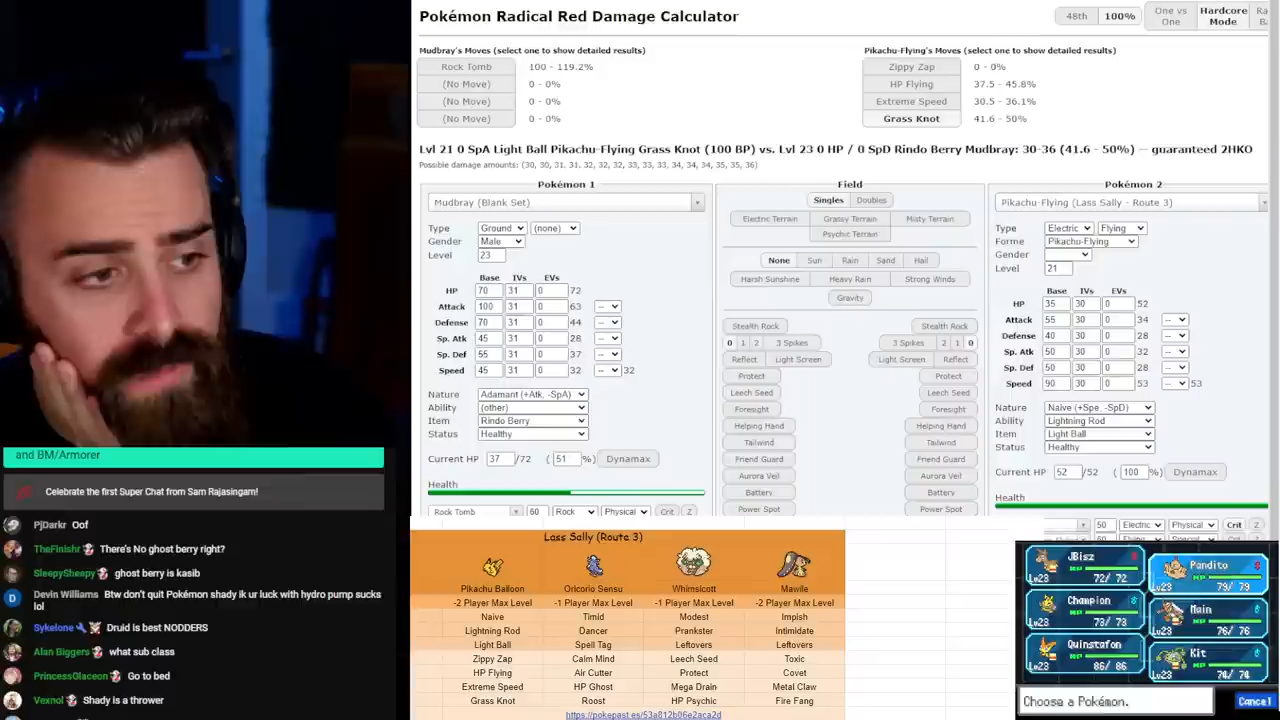 Pokémon Radical Red Damage Calculator
48th 100% One vs One Hardcore Mode
Mudbray's Moves (select one to show detailed results)
Rock Tomb 100 - 119.2%
(No Move) 0 - 0%
(No Move) 0 - 0%
(No Move) 0 - 0%
Pikachu-Flying's Moves (select one to show detailed results)
Zippy Zap 0 - 0%
HP Flying 37.5 - 45.8%
Extreme Speed 30.5 - 36.1%
Grass Knot 41.6 - 50%
Lvl 21 0 SpA Light Ball Pikachu-Flying Grass Knot (100 BP) vs. Lvl 23 0 HP / 0 SpD Rindo Berry Mudbray: 30-36 (41.6 - 50%) -- guaranteed 2HKO
Possible damage amounts: (30, 30, 31, 31, 32, 32, 32, 33, 33, 33, 34, 34, 34, 35, 35, 36)
Pokémon 1
Mudbray (Blank Set)
Type Ground (none)
Gender Male
Level 23
Base IVs EVs
HP 70 31 0 72
Attack 100 31 0 63 --
Defense 70 31 0 44 --
Sp. Atk 45 31 0 28 --
Sp. Def 55 31 0 37 --
Speed 45 31 0 32 -- 32
Nature Adamant (+Atk, -SpA)
Ability (other)
Item Rindo Berry
Status Healthy
Current HP 37 /72 ( 51 %) Dynamax
Health
Rock Tomb 60 Rock Physical Crit Z
Field
Singles Doubles
Electric Terrain Grassy Terrain Misty Terrain
Psychic Terrain
None Sun Rain Sand Hail
Harsh Sunshine Heavy Rain Strong Winds
Gravity
Stealth Rock Stealth Rock
0 1 2 3 Spikes 3 Spikes 2 1 0
Reflect Light Screen Light Screen Reflect
Protect Protect
Leech Seed Leech Seed
Foresight Foresight
Helping Hand Helping Hand
Tailwind Tailwind
Friend Guard Friend Guard
Aurora Veil Aurora Veil
Battery Battery
Power Spot Power Spot
Pokémon 2
Pikachu-Flying (Lass Sally - Route 3)
Type Electric Flying
Forme Pikachu-Flying
Gender
Level 21
Base IVs EVs
HP 35 30 0 52
Attack 55 30 0 34 --
Defense 40 30 0 28 --
Sp. Atk 50 30 0 32 --
Sp. Def 50 30 0 28 --
Speed 90 30 0 53 -- 53
Nature Naive (+Spe, -SpD)
Ability Lightning Rod
Item Light Ball
Status Healthy
Current HP 52 /52 ( 100 %) Dynamax
Health
50 Electric Physical Crit Z
and BM/Armorer
Celebrate the first Super Chat from Sam Rajasingam!
PjDarkr Oof
TheFinishr There's No ghost berry right?
SleepySheepy ghost berry is kasib
Devin Williams Btw don't quit Pokémon shady ik ur luck with hydro pump sucks
lol
Sykelone Druid is best NODDERS
Alan Biggers what sub class
PrincessGlaceon Go to bed
Vexnol Shady is a thrower
Lass Sally (Route 3)
Pikachu Balloon Oricorio Sensu Whimsicott Mawile
-2 Player Max Level -1 Player Max Level -1 Player Max Level -2 Player Max Level
Naive Timid Modest Impish
Lightning Rod Dancer Prankster Intimidate
Light Ball Spell Tag Leftovers Leftovers
Zippy Zap Calm Mind Leech Seed Toxic
HP Flying Air Cutter Protect Covet
Extreme Speed HP Ghost Mega Drain Metal Claw
Grass Knot Roost HP Psychic Fire Fang
https://pokepast.es/53a812b06e2aca2d
JBisz Lv23 72/72
Pandito Lv23 79/79
Champion Lv23 73/73
Main Lv23 76/76
Quinstafon Lv23 86/86
Kit Lv23 74/74
Choose a Pokémon.
Cancel